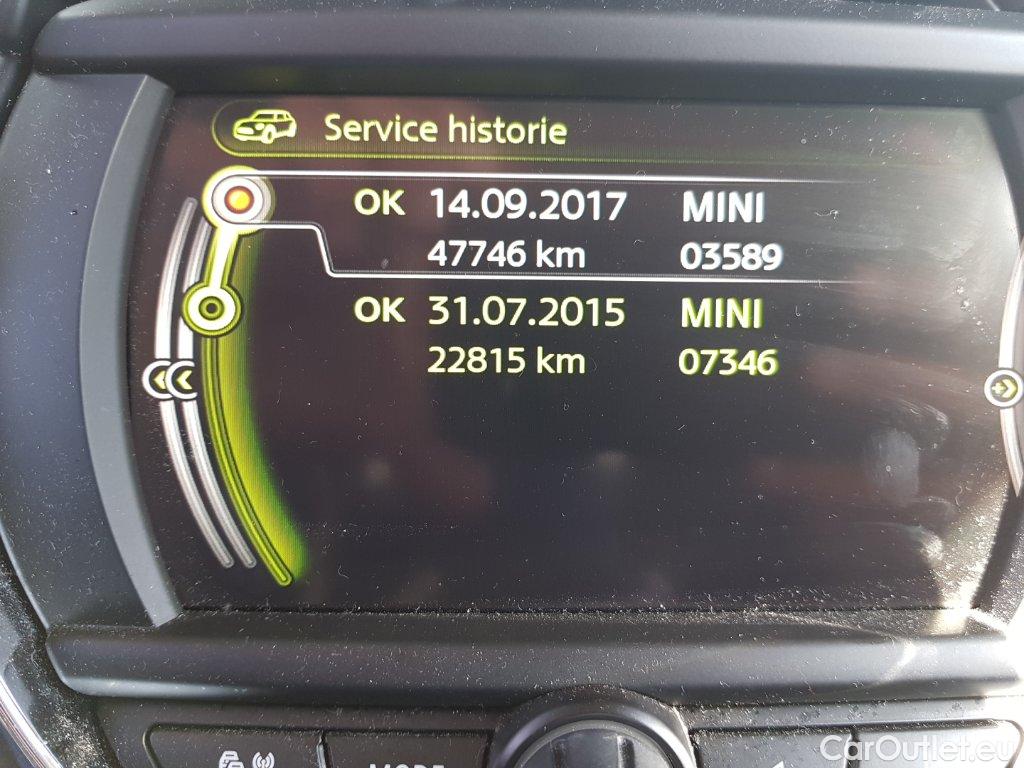 Service historie
OK 14.09.2017 MINI
47746 km 03589
OK 31.07.2015 MINI
22815 km 07346
MODE
CarOutlet.eu